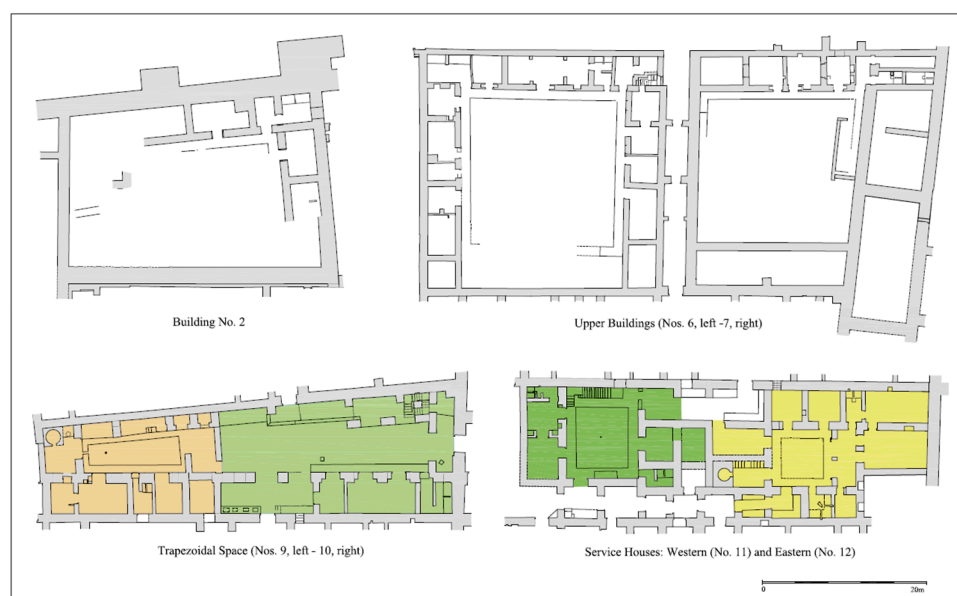 Building No. 2
Upper Buildings (Nos. 6, left -7, right)
Trapezoidal Space (Nos. 9, left - 10, right)
Service Houses: Western (No. 11) and Eastern (No. 12)
0
20m